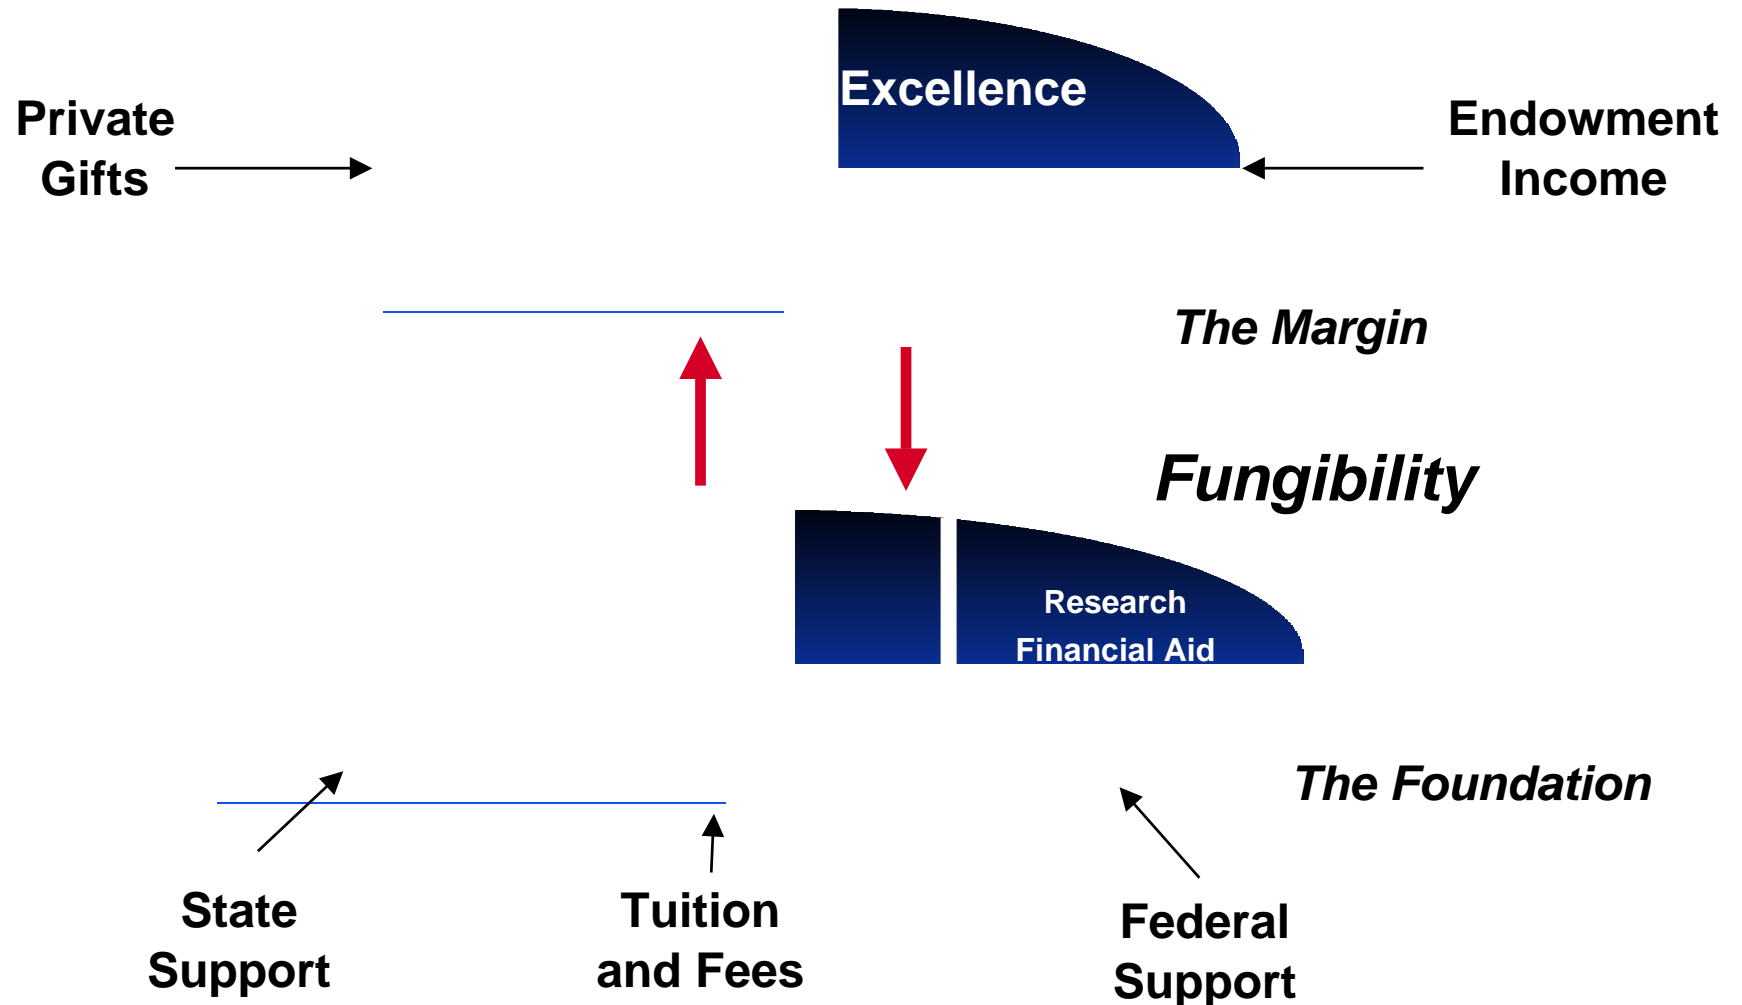 Excellence
Private
Gifts
Endowment
Income
The Margin
Fungibility
Research
Financial Aid
The Foundation
State
Support
Tuition
and Fees
Federal
Support